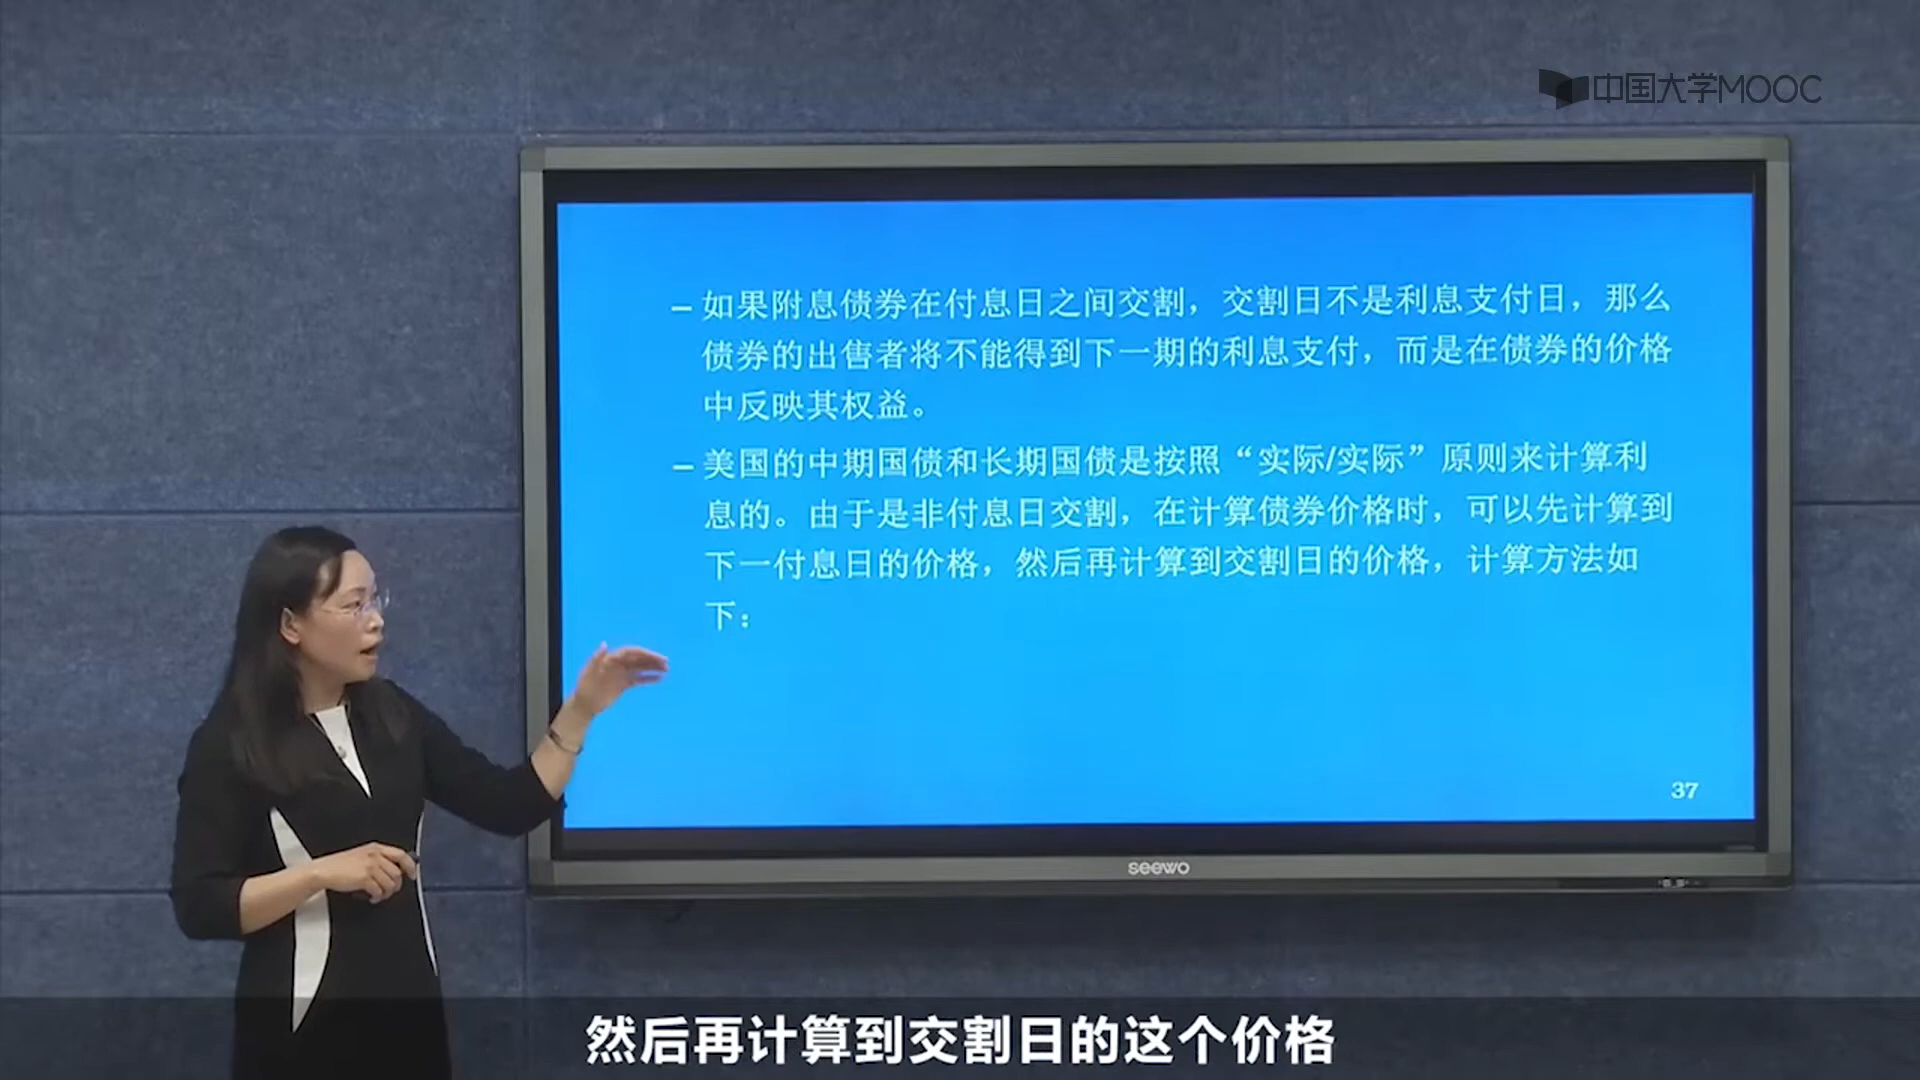 中国大学MOOC
– 如果附息债券在付息日之间交割，交割日不是利息支付日，那么
债券的出售者将不能得到下一期的利息支付，而是在债券的价格
中反映其权益。
– 美国的中期国债和长期国债是按照“实际/实际”原则来计算利
息的。由于是非付息日交割，在计算债券价格时，可以先计算到
下一付息日的价格，然后再计算到交割日的价格，计算方法如
下：
37
seewo
然后再计算到交割日的这个价格